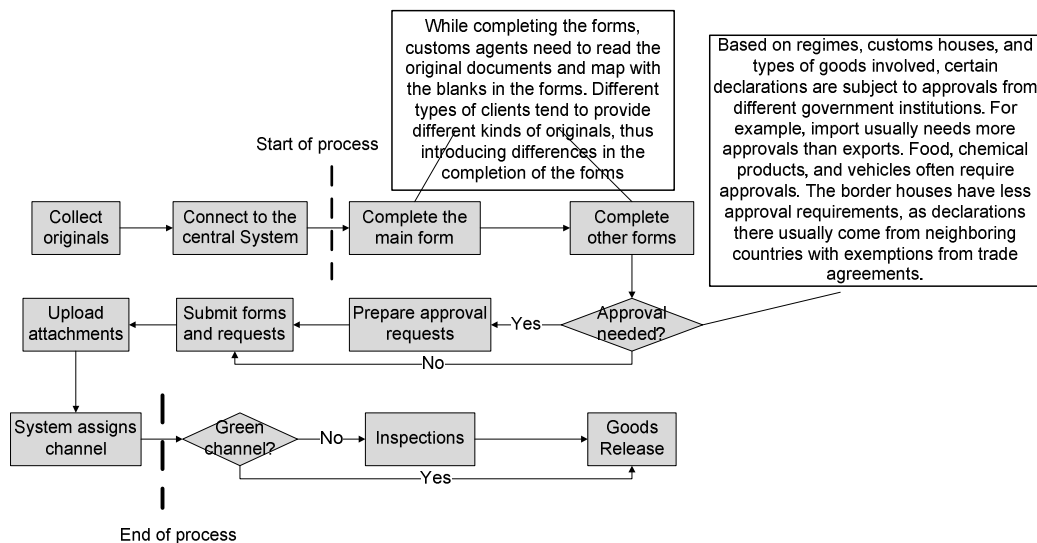 While completing the forms,
customs agents need to read the
original documents and map with
the blanks in the forms. Different
types of clients tend to provide
different kinds of originals, thus
introducing differences in the
completion of the forms
Based on regimes, customs houses, and
types of goods involved, certain
declarations are subject to approvals from
different government institutions. For
example, import usually needs more
approvals than exports. Food, chemical
products, and vehicles often require
approvals. The border houses have less
approval requirements, as declarations
there usually come from neighboring
countries with exemptions from trade
agreements.
Start of process
Collect
originals
Connect to the
central System
Complete the
main form
Complete
other forms
Upload
attachments
Submit forms
and requests
Prepare approval
requests
Yes
Approval
needed?
No
System assigns
channel
Green
channel?
No
Inspections
Goods
Release
Yes
End of process